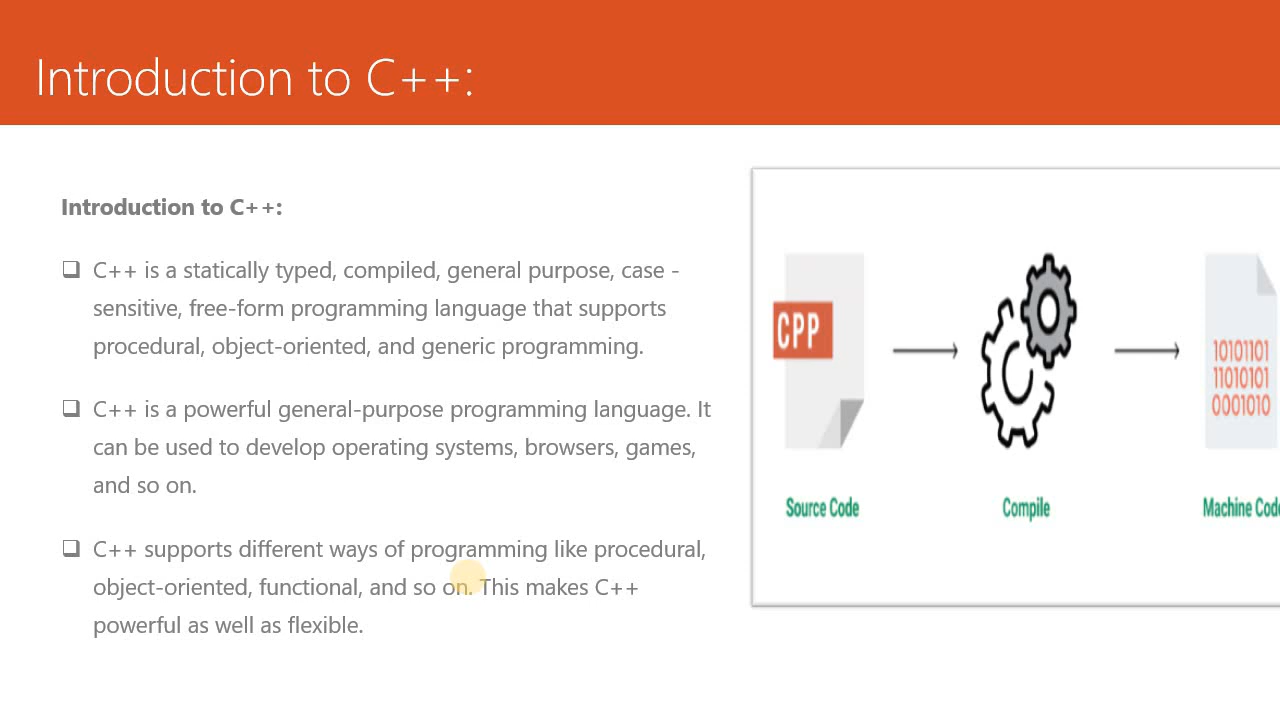 Introduction to C++:
Introduction to C++:
C++ is a statically typed, compiled, general purpose, case -
sensitive, free-form programming language that supports
procedural, object-oriented, and generic programming.
C++ is a powerful general-purpose programming language. It
can be used to develop operating systems, browsers, games,
and so on.
C++ supports different ways of programming like procedural,
object-oriented, functional, and so on. This makes C++
powerful as well as flexible.
CPP
10101101
11010101
0001010
Source Code
Compile
Machine Code